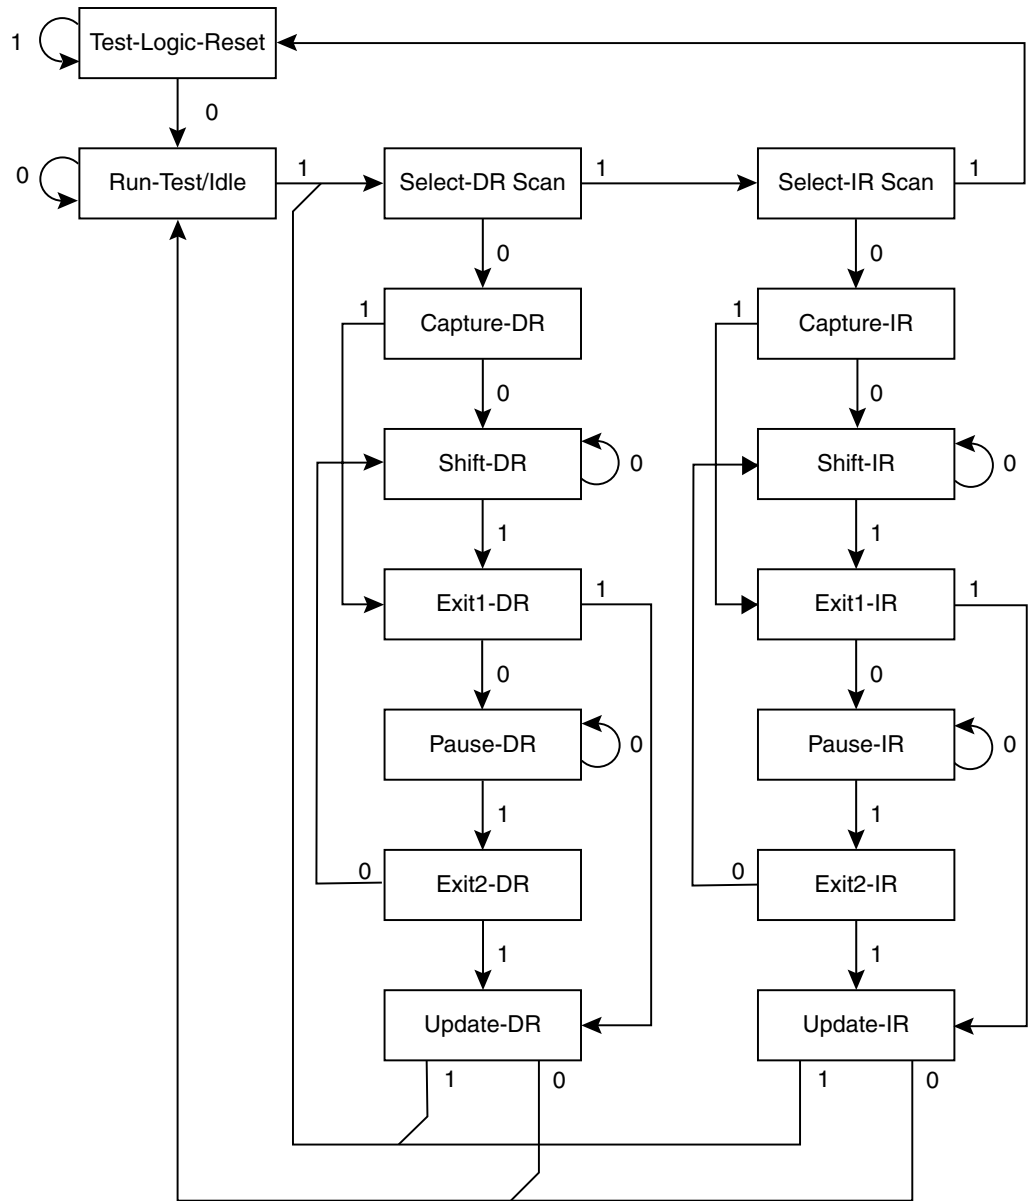 1
Test-Logic-Reset
0
0
Run-Test/Idle
1
Select-DR Scan
1
Select-IR Scan
1
0
0
1
Capture-DR
1
Capture-IR
0
0
Shift-DR
0
Shift-IR
0
1
1
Exit1-DR
1
Exit1-IR
1
0
0
Pause-DR
0
Pause-IR
0
1
1
0
Exit2-DR
0
Exit2-IR
1
1
Update-DR
Update-IR
1
0
1
0